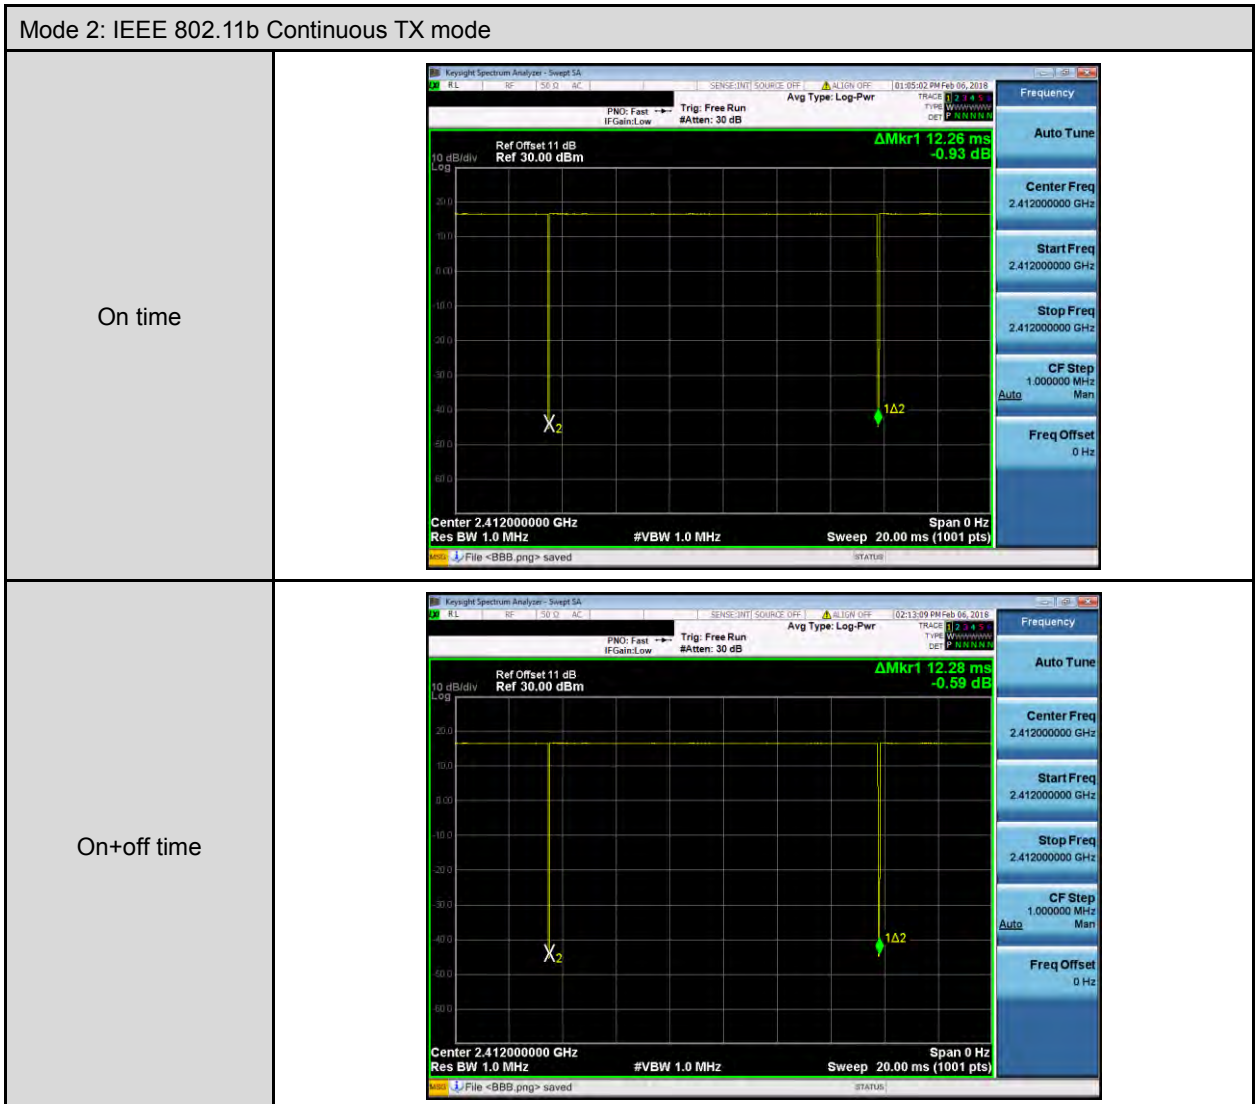 Mode 2: IEEE 802.11b Continuous TX mode
On time
Keysight Spectrum Analyzer - Swept SA
RL RF 50 Ω AC SENSE:INT SOURCE OFF ALIGN OFF 01:05:02 PM Feb 06, 2018
Avg Type: Log-Pwr
TRACE 1 2 3 4 5 6
TYPE WWWWWW
DET P N N N N N
PNO: Fast
IFGain:Low
Trig: Free Run
#Atten: 30 dB
ΔMkr1 12.26 ms
-0.93 dB
Ref Offset 11 dB
10 dB/div Ref 30.00 dBm
Log
20.0
10.0
0.00
-10.0
-20.0
-30.0
-40.0
-50.0
-60.0
X2
1Δ2
Center 2.412000000 GHz Span 0 Hz
Res BW 1.0 MHz #VBW 1.0 MHz Sweep 20.00 ms (1001 pts)
MSG File <BBB.png> saved STATUS
Frequency
Auto Tune
Center Freq
2.412000000 GHz
Start Freq
2.412000000 GHz
Stop Freq
2.412000000 GHz
CF Step
1.000000 MHz
Auto Man
Freq Offset
0 Hz
On+off time
Keysight Spectrum Analyzer - Swept SA
RL RF 50 Ω AC SENSE:INT SOURCE OFF ALIGN OFF 02:13:09 PM Feb 06, 2018
Avg Type: Log-Pwr
TRACE 1 2 3 4 5 6
TYPE WWWWWW
DET P N N N N N
PNO: Fast
IFGain:Low
Trig: Free Run
#Atten: 30 dB
ΔMkr1 12.28 ms
-0.59 dB
Ref Offset 11 dB
10 dB/div Ref 30.00 dBm
Log
20.0
10.0
0.00
-10.0
-20.0
-30.0
-40.0
-50.0
-60.0
X2
1Δ2
Center 2.412000000 GHz Span 0 Hz
Res BW 1.0 MHz #VBW 1.0 MHz Sweep 20.00 ms (1001 pts)
MSG File <BBB.png> saved STATUS
Frequency
Auto Tune
Center Freq
2.412000000 GHz
Start Freq
2.412000000 GHz
Stop Freq
2.412000000 GHz
CF Step
1.000000 MHz
Auto Man
Freq Offset
0 Hz